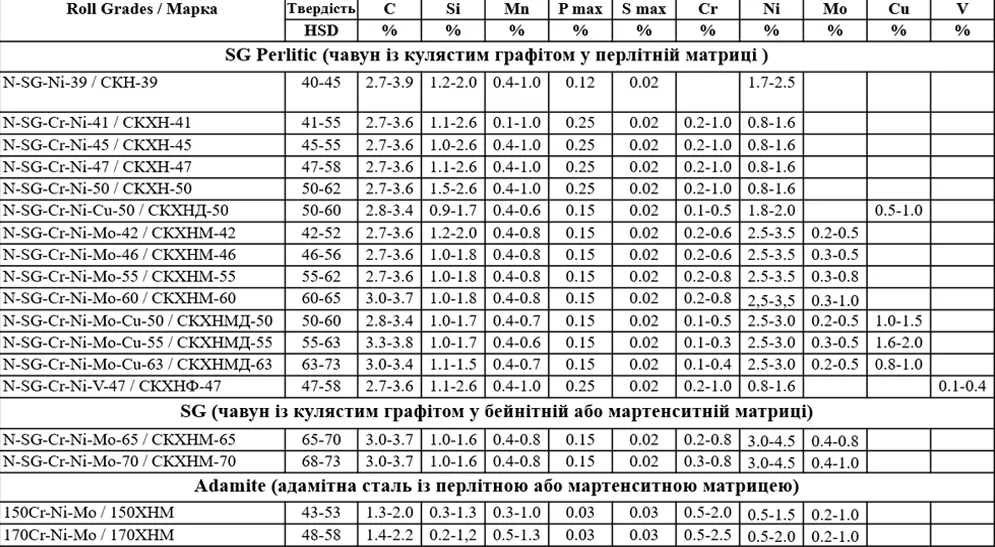 Roll Grades / Марка Твердість C Si Mn P max S max Cr Ni Mo Cu V
HSD % % % % % % % % % %
SG Perlitic (чавун із кулястим графітом у перлітній матриці )
N-SG-Ni-39 / СКН-39 40-45 2.7-3.9 1.2-2.0 0.4-1.0 0.12 0.02 1.7-2.5
N-SG-Cr-Ni-41 / СКХН-41 41-55 2.7-3.6 1.1-2.6 0.1-1.0 0.25 0.02 0.2-1.0 0.8-1.6
N-SG-Cr-Ni-45 / СКХН-45 45-55 2.7-3.6 1.0-2.6 0.4-1.0 0.25 0.02 0.2-1.0 0.8-1.6
N-SG-Cr-Ni-47 / СКХН-47 47-58 2.7-3.6 1.1-2.6 0.4-1.0 0.25 0.02 0.2-1.0 0.8-1.6
N-SG-Cr-Ni-50 / СКХН-50 50-62 2.7-3.6 1.5-2.6 0.4-1.0 0.25 0.02 0.2-1.0 0.8-1.6
N-SG-Cr-Ni-Cu-50 / СКХНД-50 50-60 2.8-3.4 0.9-1.7 0.4-0.6 0.15 0.02 0.1-0.5 1.8-2.0 0.5-1.0
N-SG-Cr-Ni-Mo-42 / СКХНМ-42 42-52 2.7-3.6 1.2-2.0 0.4-0.8 0.15 0.02 0.2-0.6 2.5-3.5 0.2-0.5
N-SG-Cr-Ni-Mo-46 / СКХНМ-46 46-56 2.7-3.6 1.0-1.8 0.4-0.8 0.15 0.02 0.2-0.6 2.5-3.5 0.3-0.5
N-SG-Cr-Ni-Mo-55 / СКХНМ-55 55-62 2.7-3.6 1.0-1.8 0.4-0.8 0.15 0.02 0.2-0.8 2.5-3.5 0.3-0.8
N-SG-Cr-Ni-Mo-60 / СКХНМ-60 60-65 3.0-3.7 1.0-1.8 0.4-0.8 0.15 0.02 0.2-0.8 2,5-3,5 0.3-1.0
N-SG-Cr-Ni-Mo-Cu-50 / СКХНМД-50 50-60 2.8-3.4 1.0-1.7 0.4-0.7 0.15 0.02 0.1-0.5 2.5-3.0 0.2-0.5 1.0-1.5
N-SG-Cr-Ni-Mo-Cu-55 / СКХНМД-55 55-63 3.3-3.8 1.0-1.7 0.4-0.6 0.15 0.02 0.1-0.3 2.5-3.0 0.3-0.5 1.6-2.0
N-SG-Cr-Ni-Mo-Cu-63 / СКХНМД-63 63-73 3.0-3.4 1.1-1.5 0.4-0.7 0.15 0.02 0.1-0.4 2.5-3.0 0.2-0.5 0.8-1.0
N-SG-Cr-Ni-V-47 / СКХНФ-47 47-58 2.7-3.6 1.1-2.6 0.4-1.0 0.25 0.02 0.2-1.0 0.8-1.6 0.1-0.4
SG (чавун із кулястим графітом у бейнітній або мартенситній матриці)
N-SG-Cr-Ni-Mo-65 / СКХНМ-65 65-70 3.0-3.7 1.0-1.6 0.4-0.8 0.15 0.02 0.2-0.8 3.0-4.5 0.4-0.8
N-SG-Cr-Ni-Mo-70 / СКХНМ-70 68-73 3.0-3.7 1.0-1.6 0.4-0.8 0.15 0.02 0.3-0.8 3.0-4.5 0.4-1.0
Adamite (адамітна сталь із перлітною або мартенситною матрицею)
150Cr-Ni-Mo / 150ХНМ 43-53 1.3-2.0 0.3-1.3 0.3-1.0 0.03 0.03 0.5-2.0 0.5-1.5 0.2-1.0
170Cr-Ni-Mo / 170ХНМ 48-58 1.4-2.2 0.2-1,2 0.5-1.3 0.03 0.03 0.5-2.5 0.5-2.0 0.2-1.0